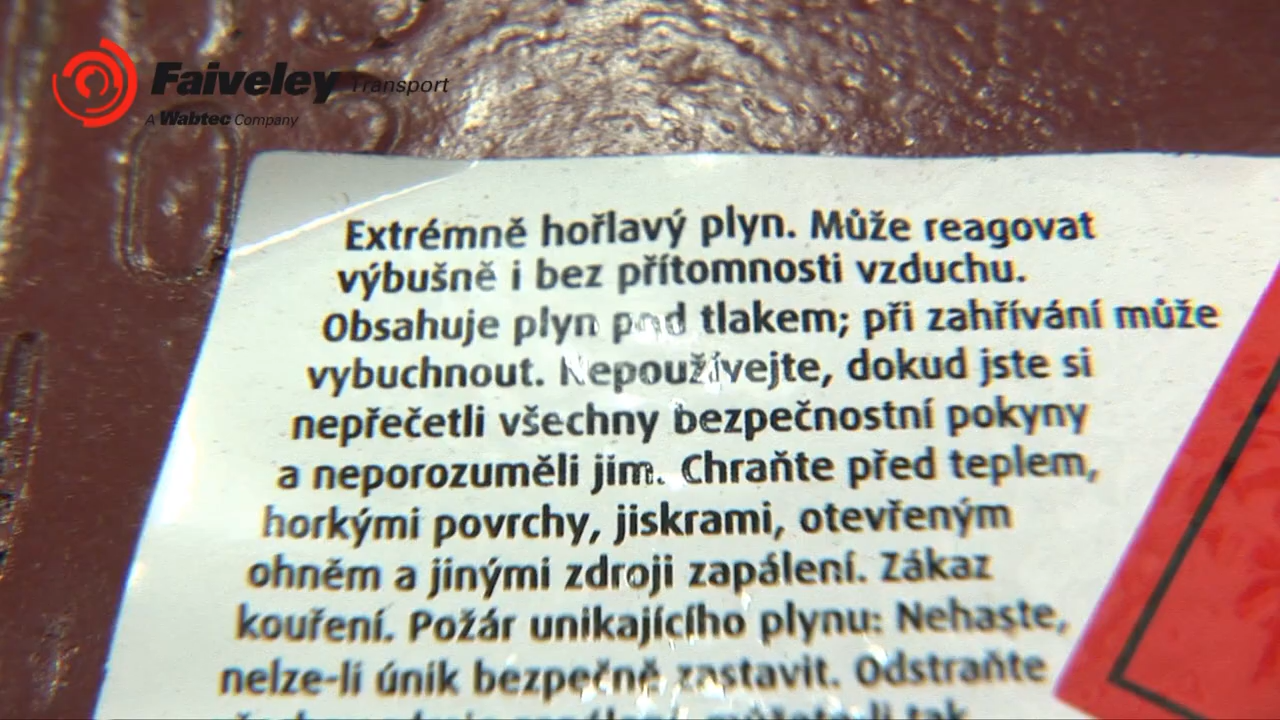 Faiveley Transport
A Wabtec Company
Extrémně hořlavý plyn. Může reagovat
výbušně i bez přítomnosti vzduchu.
Obsahuje plyn pod tlakem; při zahřívání může
vybuchnout. Nepoužívejte, dokud jste si
nepřečetli všechny bezpečnostní pokyny
a neporozuměli jim. Chraňte před teplem,
horkými povrchy, jiskrami, otevřeným
ohněm a jinými zdroji zapálení. Zákaz
kouření. Požár unikajícího plynu: Nehaste,
nelze-li únik bezpečně zastavit. Odstraňte